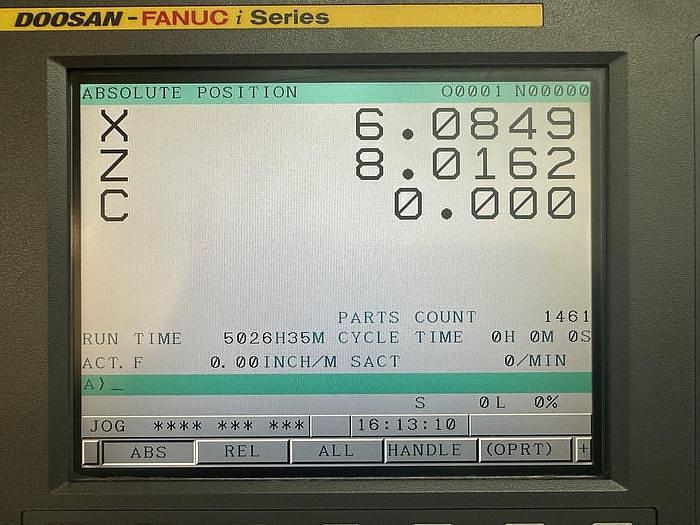 DOOSAN - FANUC i Series
ABSOLUTE POSITION O0001 N00000
X 6.0849
Z 8.0162
C 0.000
PARTS COUNT 1461
RUN TIME 5026H35M CYCLE TIME 0H 0M 0S
ACT. F 0.00INCH/M SACT 0/MIN
A)_
S 0L 0%
JOG **** *** *** 16:13:10
ABS REL ALL HANDLE (OPRT) +